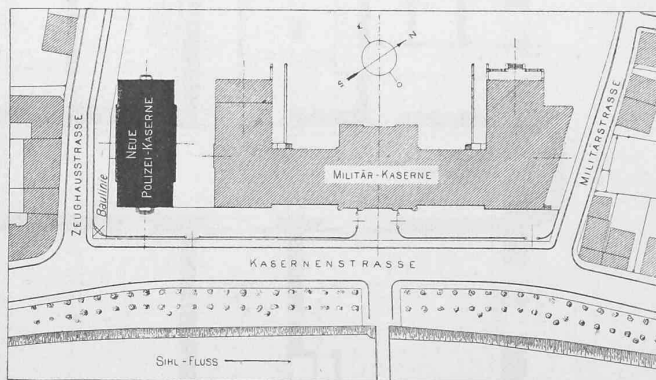 N
S
O
ZEUGHAUSSTRASSE
Baulinie
NEUE
POLIZEI-KASERNE
MILITÄR-KASERNE
MILITÄRSTRASSE
KASERNENSTRASSE
SIHL-FLUSS